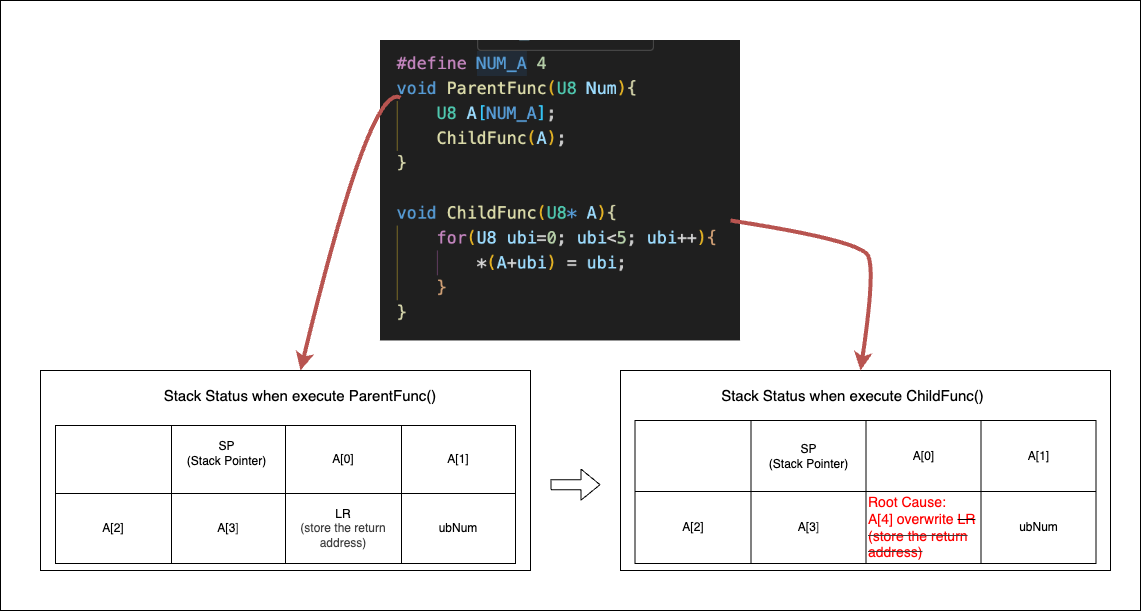 #define NUM_A 4
void ParentFunc(U8 Num){
U8 A[NUM_A];
ChildFunc(A);
}
void ChildFunc(U8* A){
for(U8 ubi=0; ubi<5; ubi++){
*(A+ubi) = ubi;
}
}
Stack Status when execute ParentFunc()
SP
(Stack Pointer)
A[0]
A[1]
A[2]
A[3]
LR
(store the return
address)
ubNum
Stack Status when execute ChildFunc()
SP
(Stack Pointer)
A[0]
A[1]
A[2]
A[3]
Root Cause:
A[4] overwrite LR
(store the return
address)
ubNum